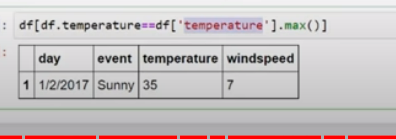 : df[df.temperature==df['temperature'].max()]
:
day event temperature windspeed
1 1/2/2017 Sunny 35 7